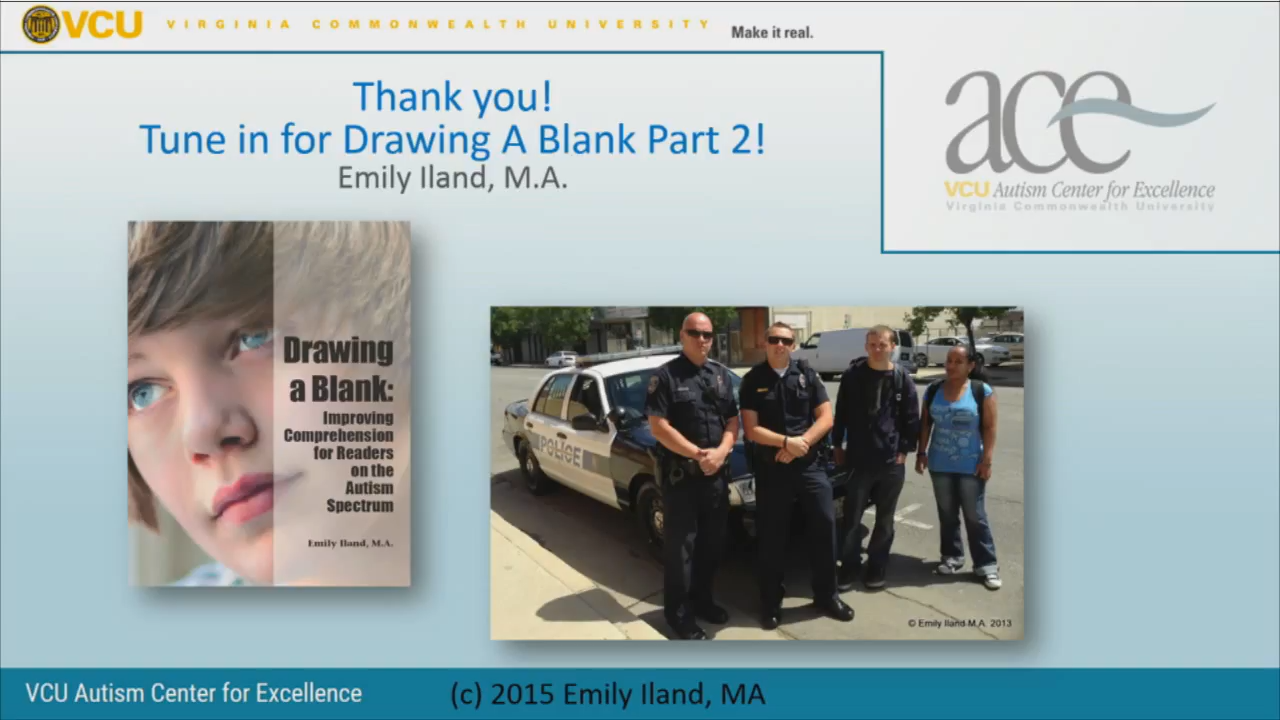 VCU VIRGINIA COMMONWEALTH UNIVERSITY Make it real.
Thank you!
Tune in for Drawing A Blank Part 2!
Emily Iland, M.A.
ace
VCU Autism Center for Excellence
Virginia Commonwealth University
Drawing
a Blank:
Improving
Comprehension
for Readers
on the
Autism
Spectrum
Emily Iland, M.A.
POLICE
© Emily Iland M.A. 2013
VCU Autism Center for Excellence
(c) 2015 Emily Iland, MA